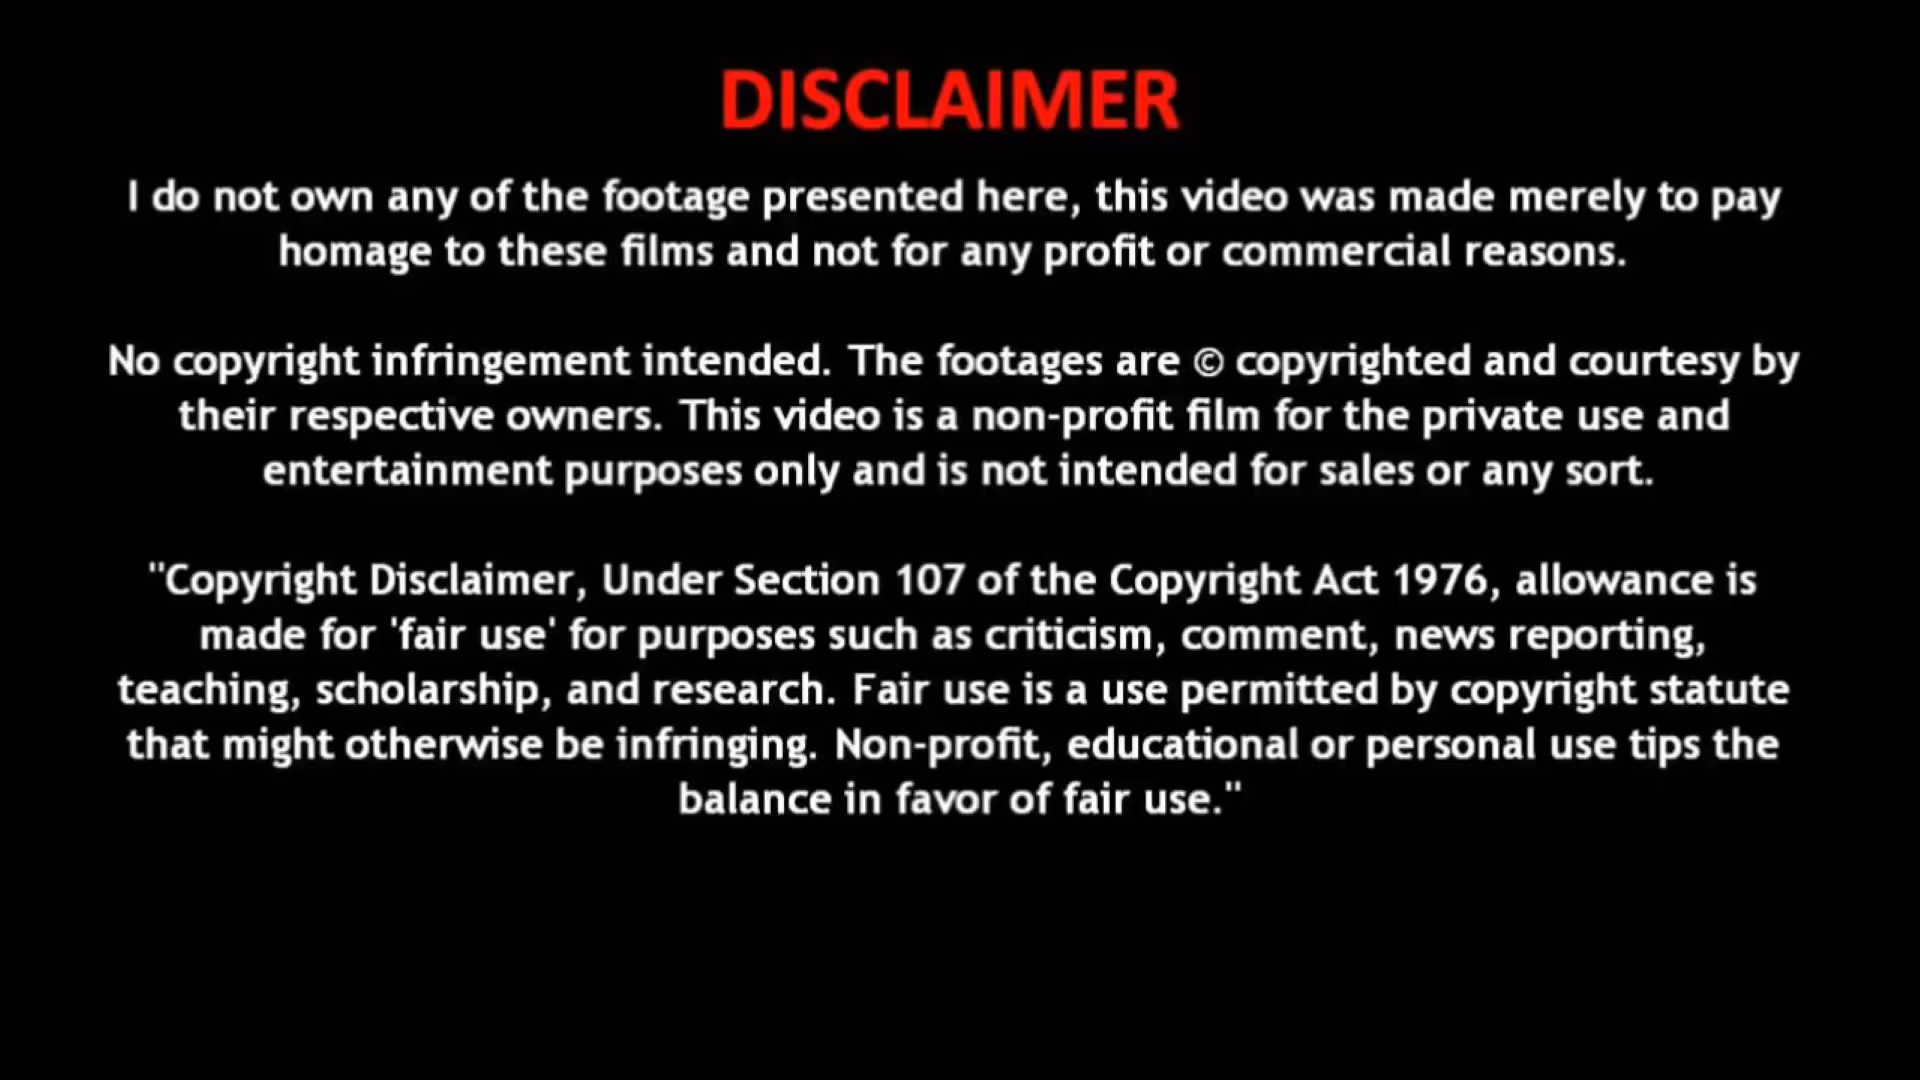 DISCLAIMER
I do not own any of the footage presented here, this video was made merely to pay
homage to these films and not for any profit or commercial reasons.
No copyright infringement intended. The footages are © copyrighted and courtesy by
their respective owners. This video is a non-profit film for the private use and
entertainment purposes only and is not intended for sales or any sort.
"Copyright Disclaimer, Under Section 107 of the Copyright Act 1976, allowance is
made for 'fair use' for purposes such as criticism, comment, news reporting,
teaching, scholarship, and research. Fair use is a use permitted by copyright statute
that might otherwise be infringing. Non-profit, educational or personal use tips the
balance in favor of fair use."